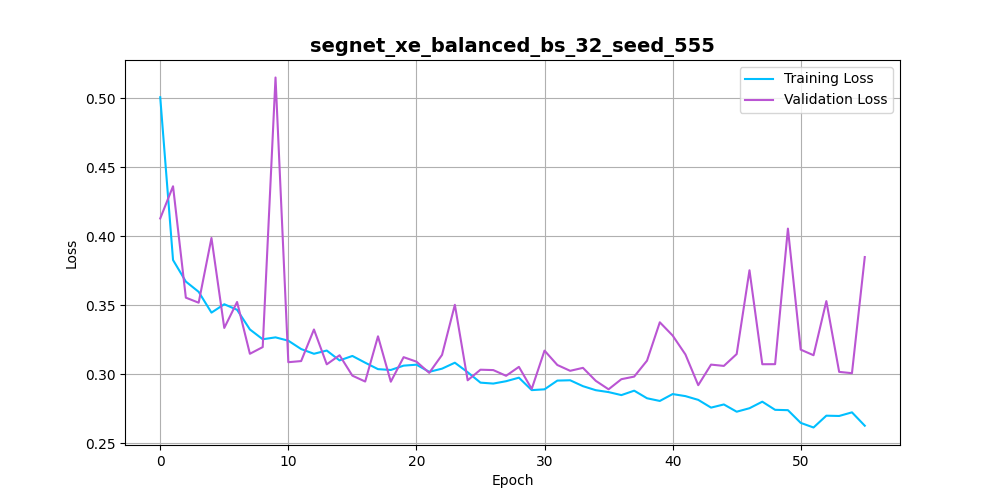 segnet_xe_balanced_bs_32_seed_555
Training Loss
Validation Loss
0.50
0.45
0.40
0.35
0.30
0.25
Loss
0 10 20 30 40 50
Epoch